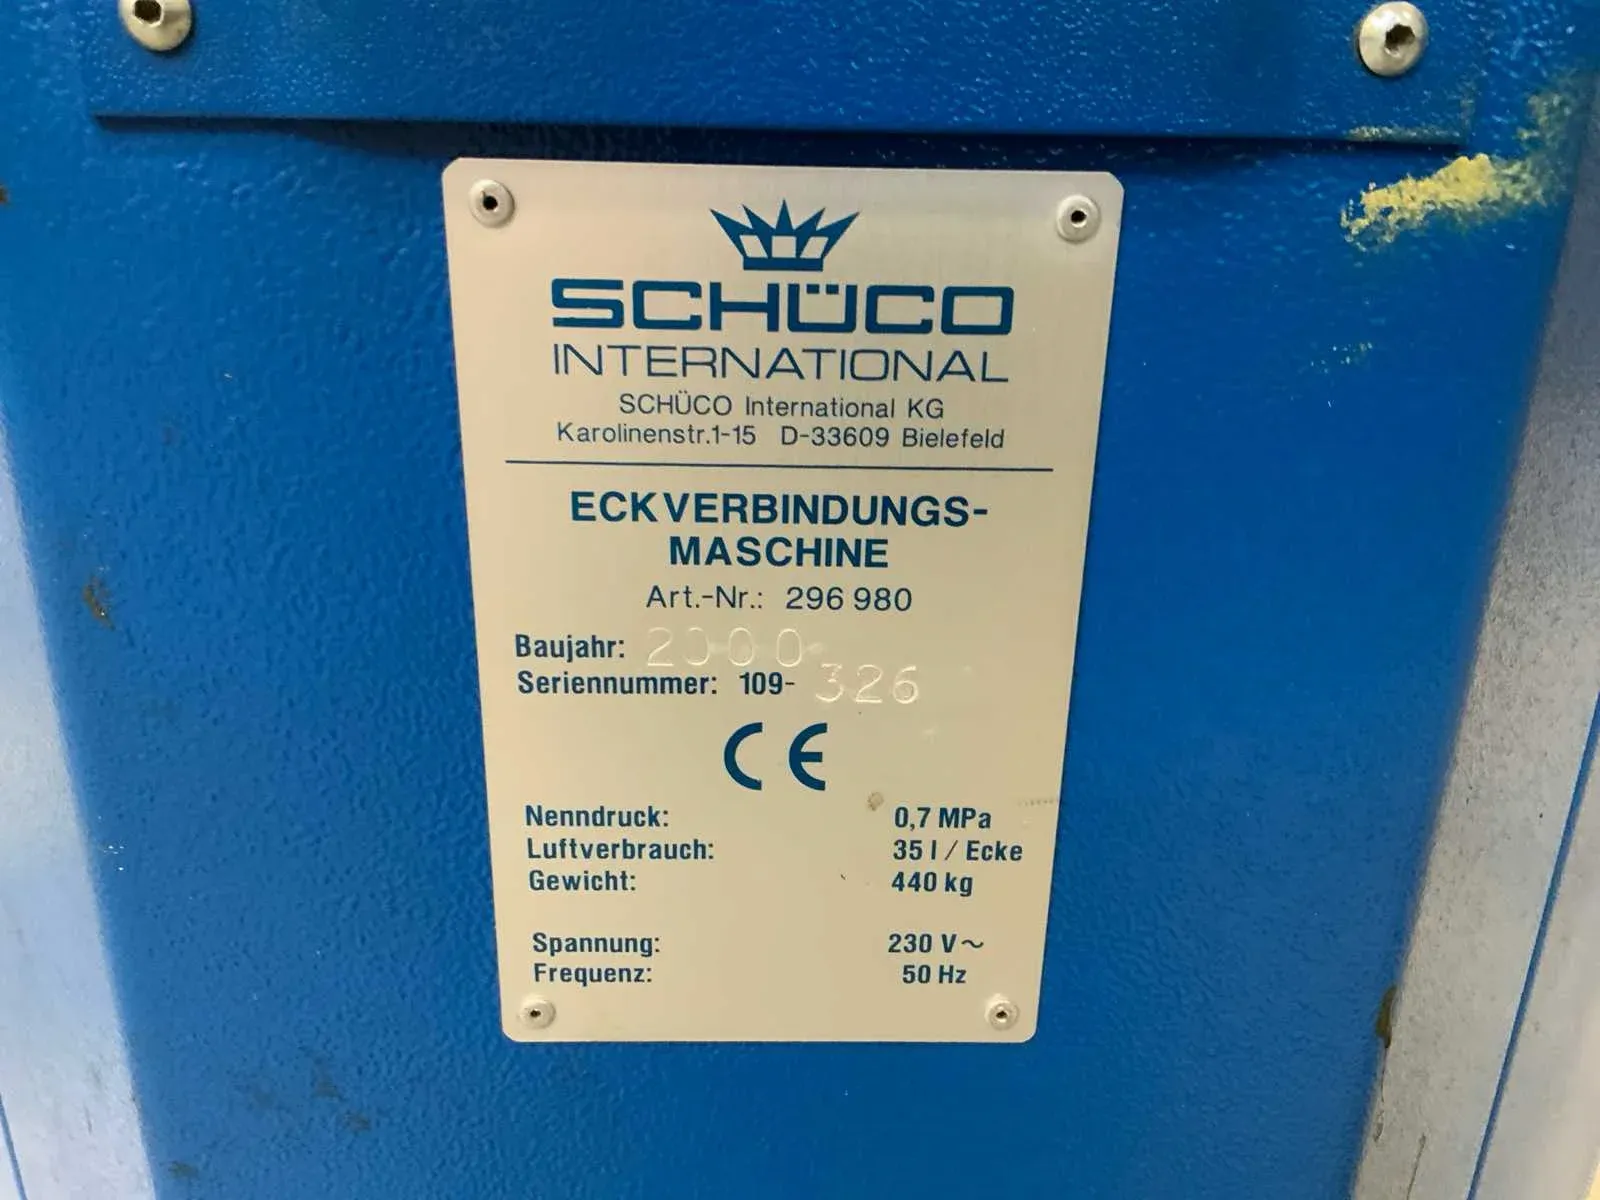 SCHÜCO
INTERNATIONAL
SCHÜCO International KG
Karolinenstr.1-15 D-33609 Bielefeld
ECKVERBINDUNGS-
MASCHINE
Art.-Nr.: 296 980
Baujahr: 2000
Seriennummer: 109-326
CE
Nenndruck: 0,7 MPa
Luftverbrauch: 35 l / Ecke
Gewicht: 440 kg
Spannung: 230 V~
Frequenz: 50 Hz